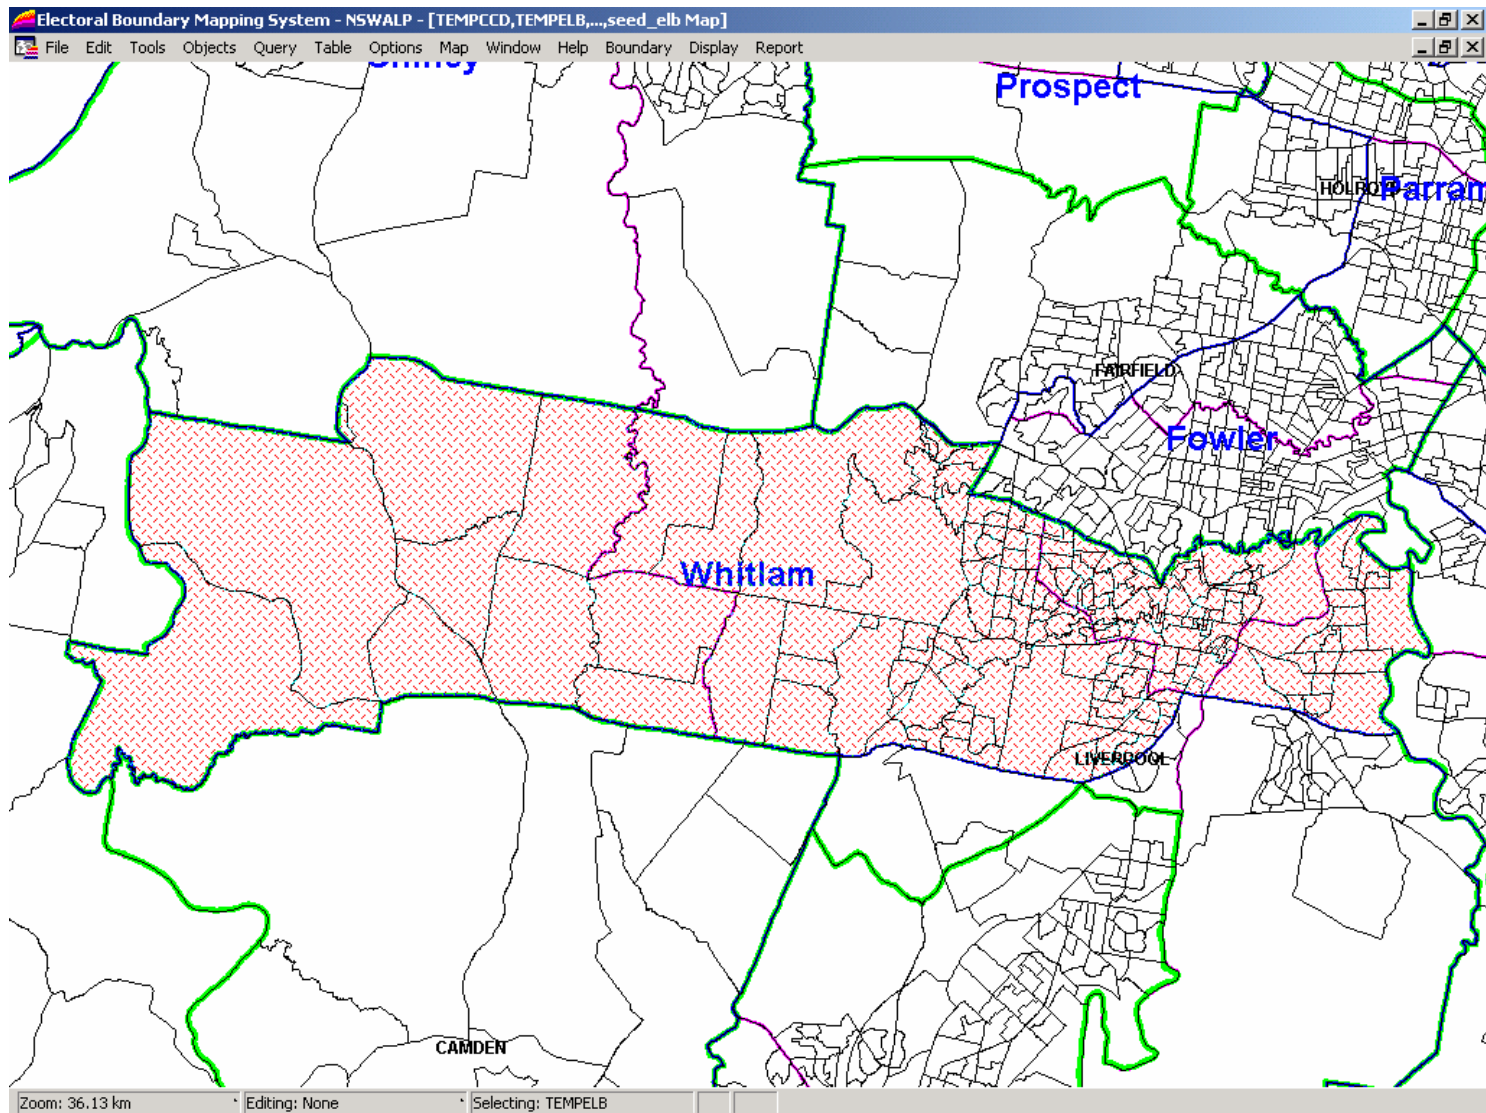 Electoral Boundary Mapping System - NSWALP - [TEMPCCD,TEMPELB,...,seed_elb Map]
File Edit Tools Objects Query Table Options Map Window Help Boundary Display Report
Prospect
HOLRO
Parram
FAIRFIELD
Fowler
Whitlam
LIVERPOOL
CAMDEN
Zoom: 36.13 km Editing: None Selecting: TEMPELB